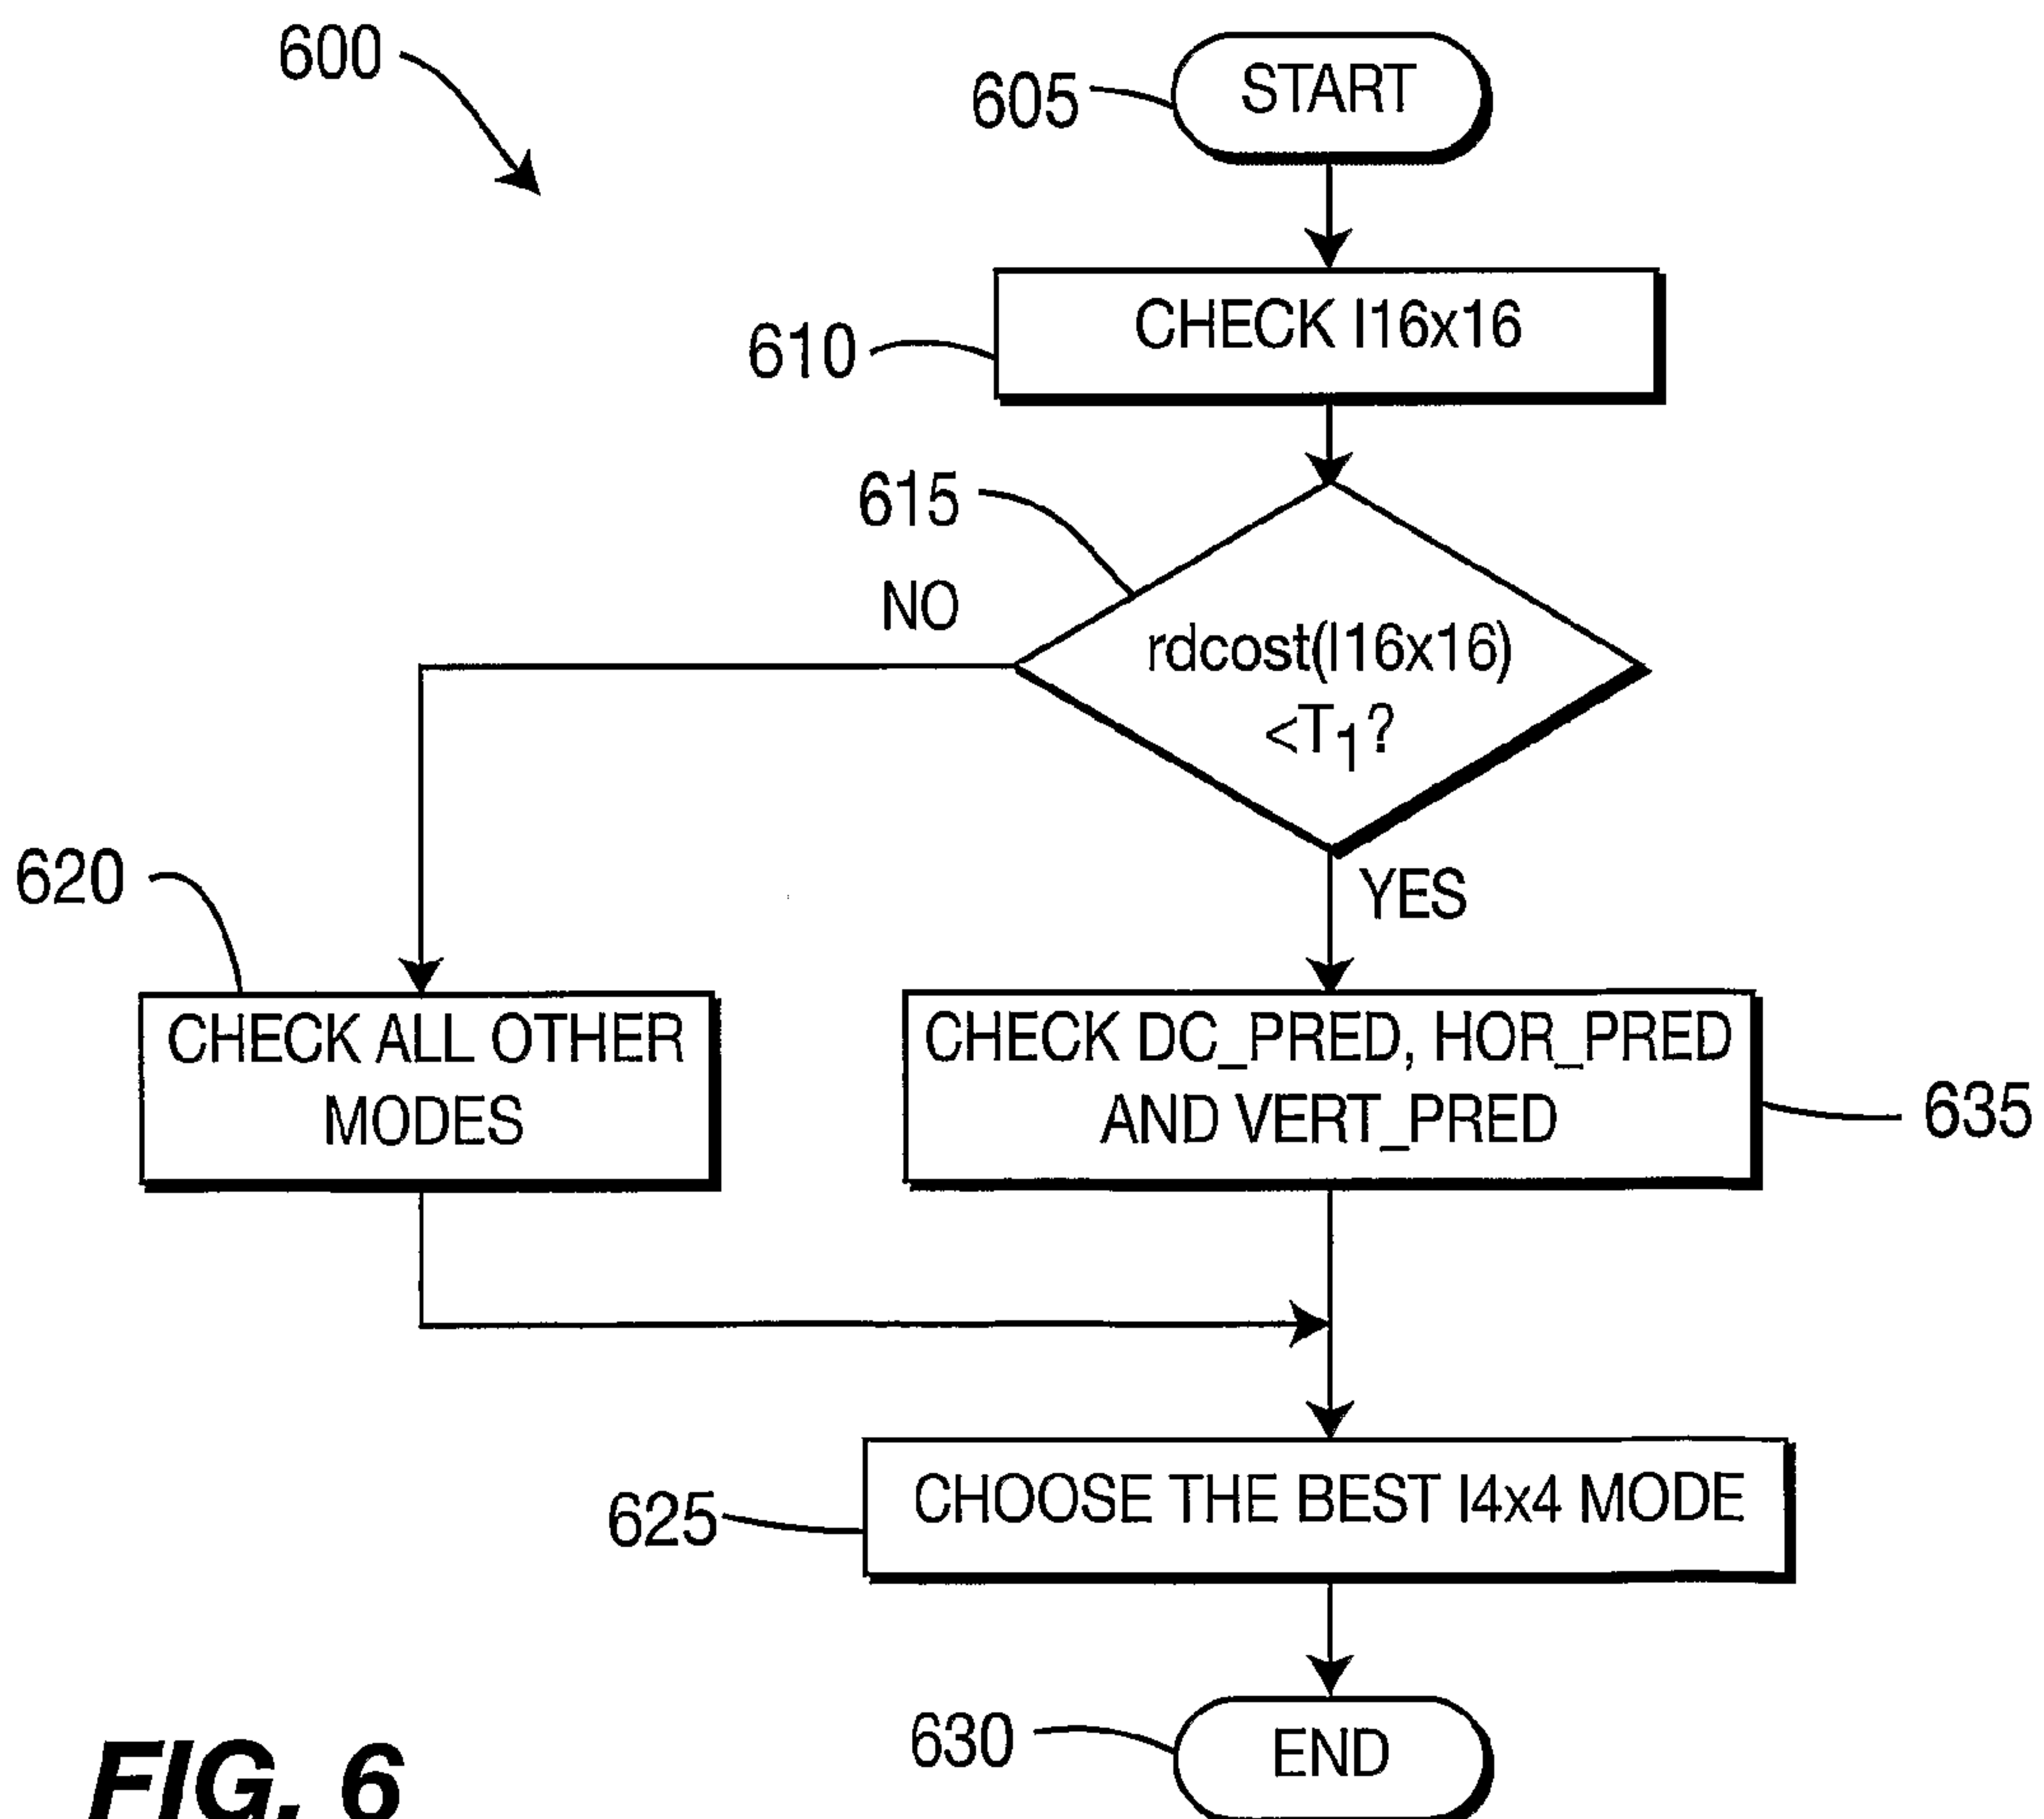 600
605
START
610
CHECK I16x16
615
NO
rdcost(I16x16)
<T1?
YES
620
CHECK ALL OTHER
MODES
CHECK DC_PRED, HOR_PRED
AND VERT_PRED
635
625
CHOOSE THE BEST I4x4 MODE
630
END
FIG. 6